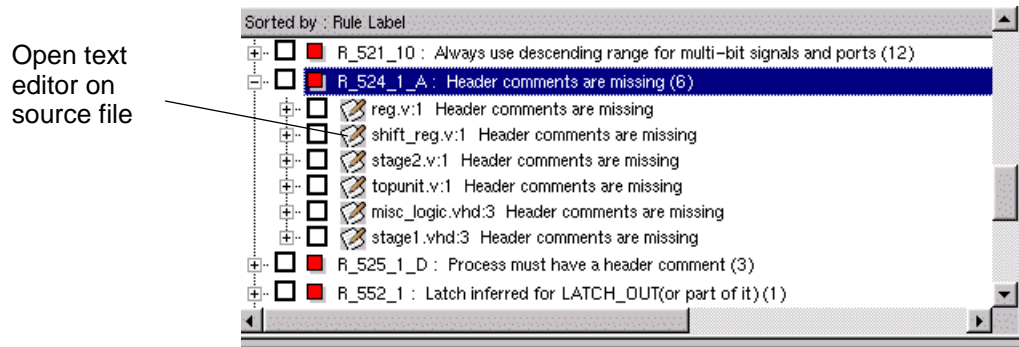 Open text
editor on
source file
Sorted by : Rule Label
R_521_10 : Always use descending range for multi-bit signals and ports (12)
R_524_1_A : Header comments are missing (6)
reg.v:1 Header comments are missing
shift_reg.v:1 Header comments are missing
stage2.v:1 Header comments are missing
topunit.v:1 Header comments are missing
misc_logic.vhd:3 Header comments are missing
stage1.vhd:3 Header comments are missing
R_525_1_D : Process must have a header comment (3)
R_552_1 : Latch inferred for LATCH_OUT(or part of it) (1)